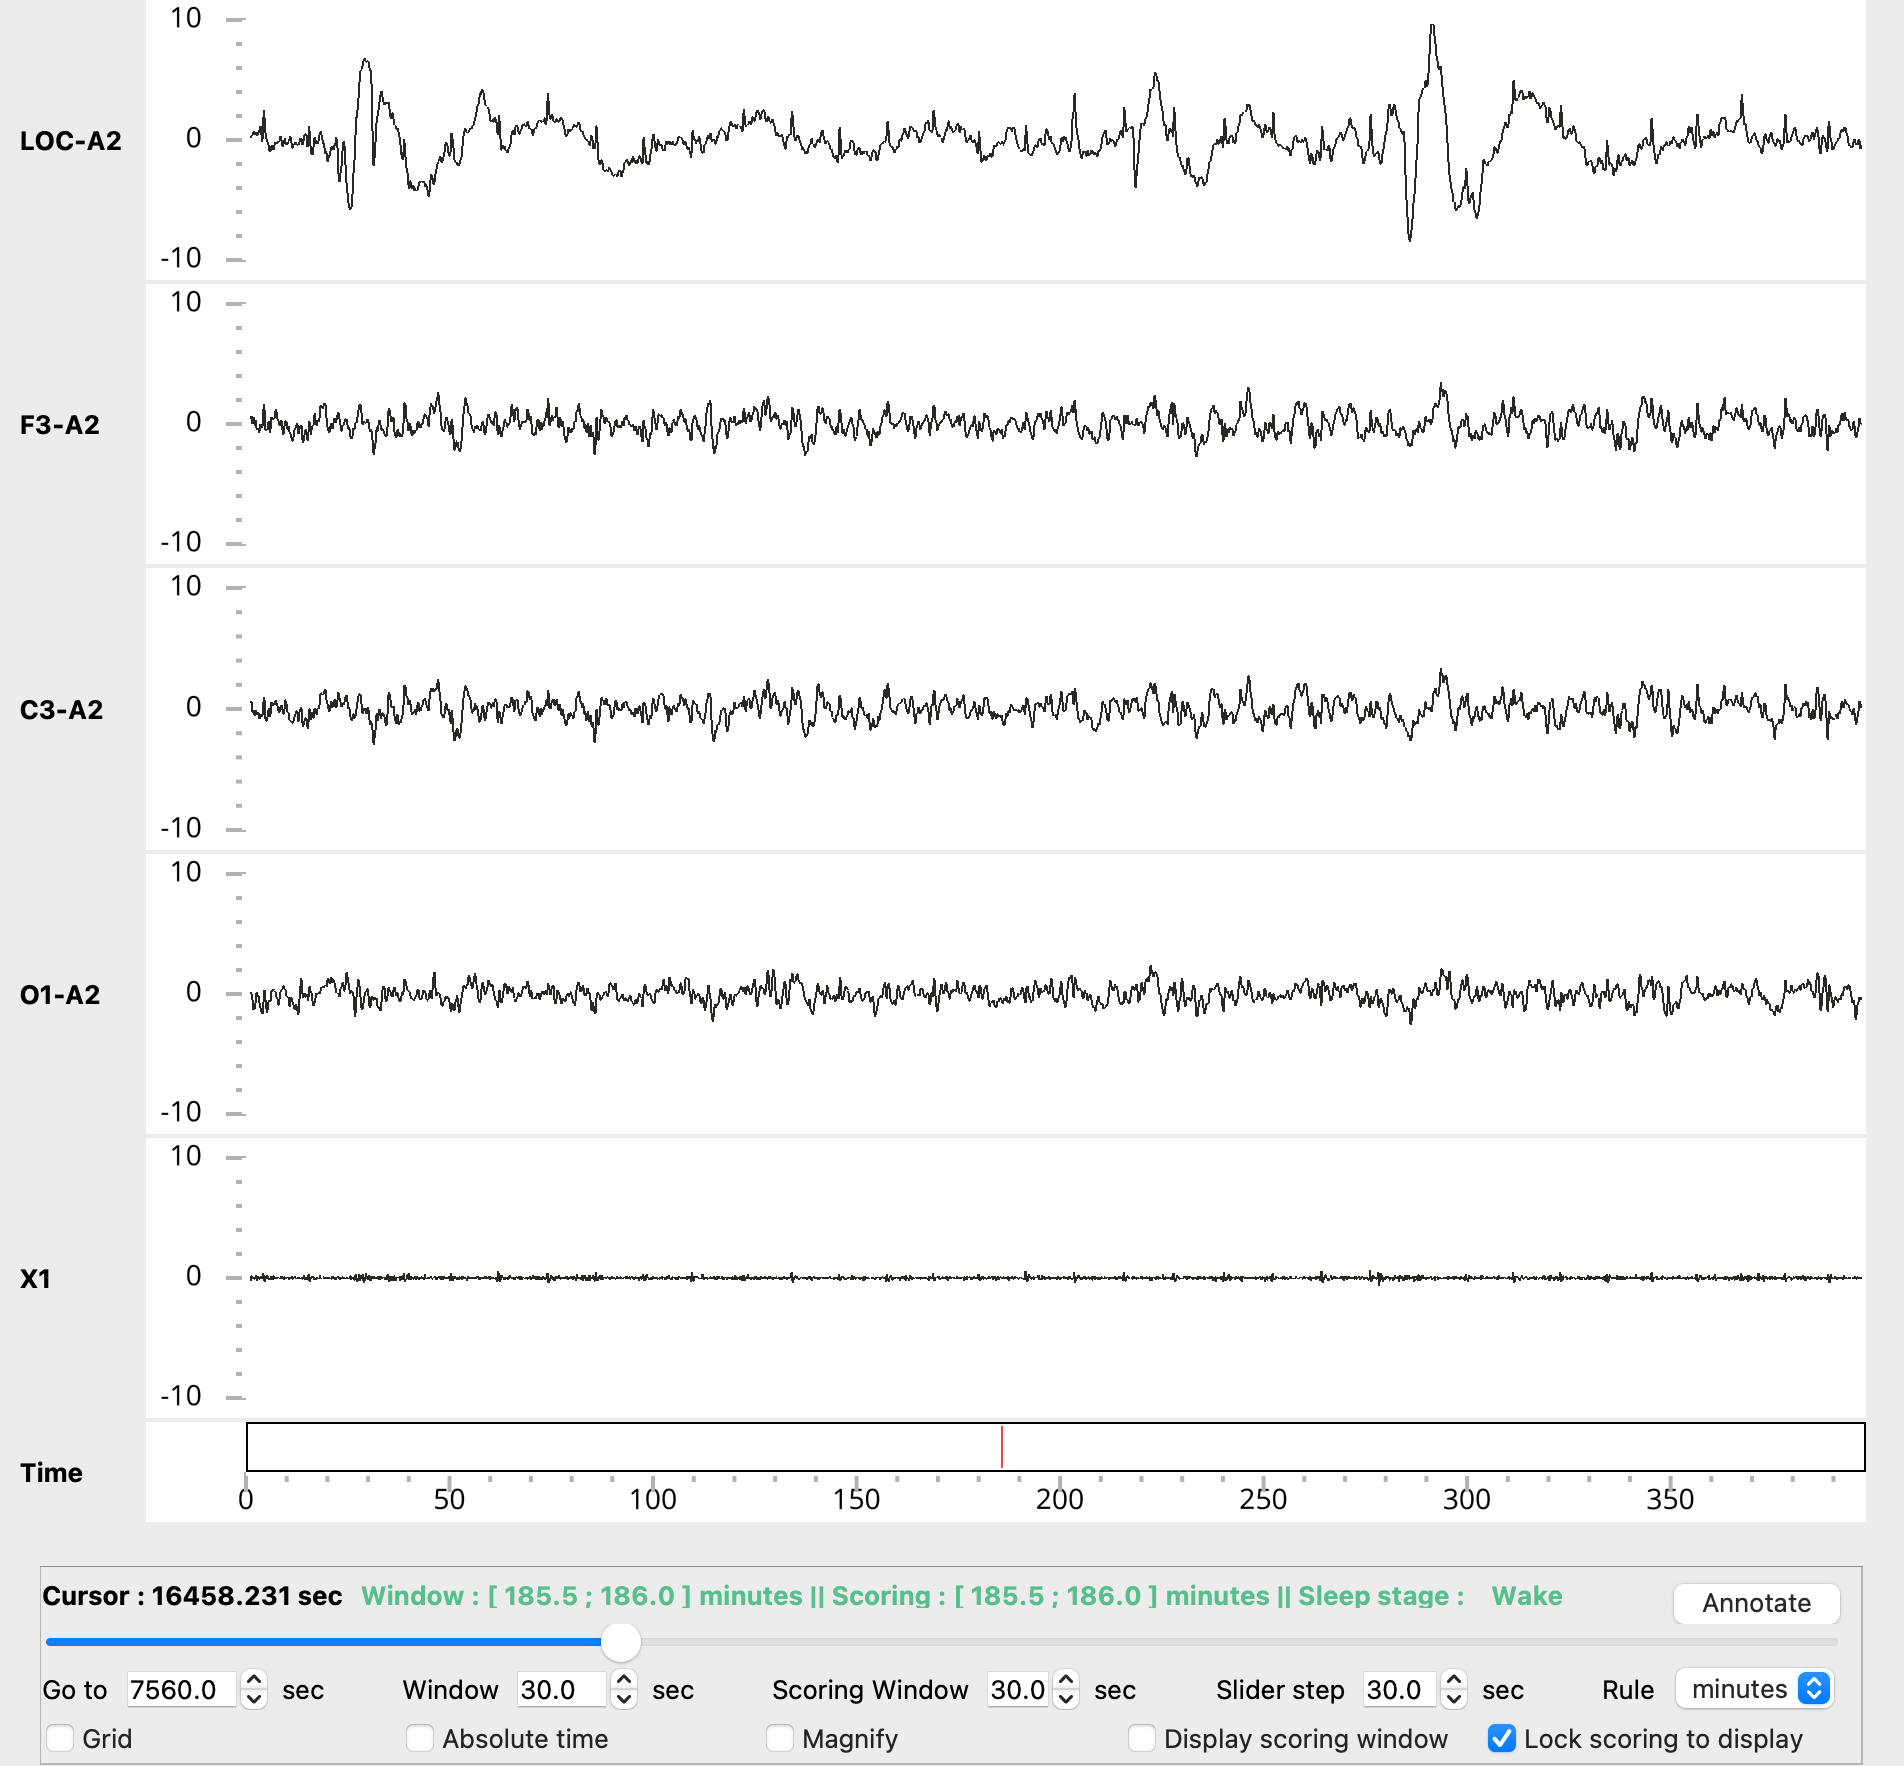 10
LOC-A2
0
-10
10
F3-A2
0
-10
10
C3-A2
0
-10
10
O1-A2
0
-10
10
X1
0
-10
Time
0 50 100 150 200 250 300 350
Cursor : 16458.231 sec Window : [ 185.5 ; 186.0 ] minutes || Scoring : [ 185.5 ; 186.0 ] minutes || Sleep stage : Wake Annotate
Go to 7560.0 sec Window 30.0 sec Scoring Window 30.0 sec Slider step 30.0 sec Rule minutes
Grid Absolute time Magnify Display scoring window Lock scoring to display